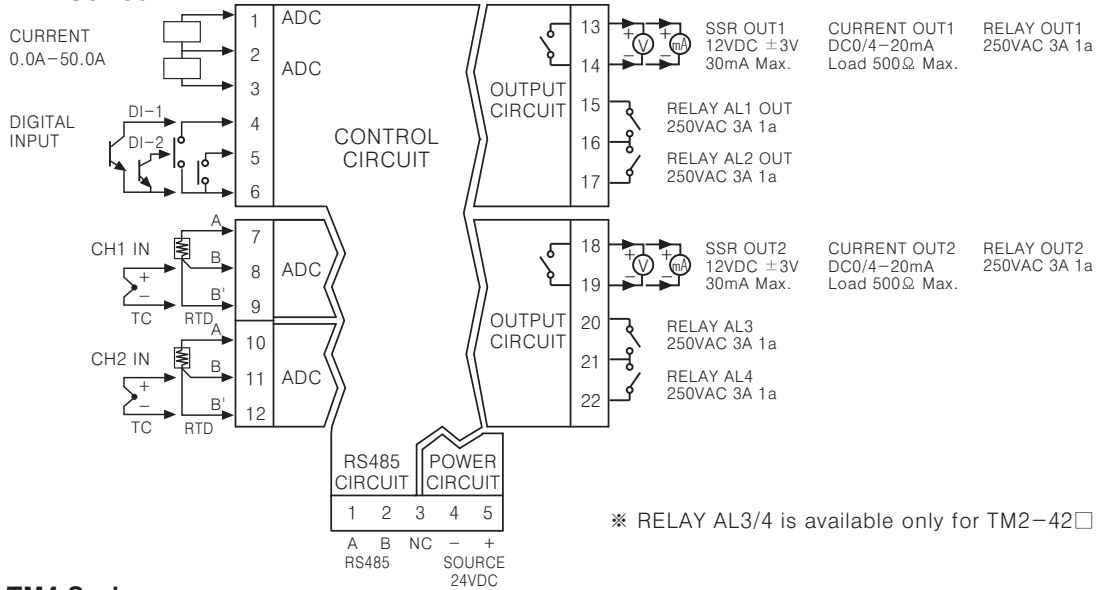 CURRENT
0.0A-50.0A
DIGITAL
INPUT
DI-1
DI-2
1
2
3
4
5
6
ADC
ADC
CONTROL
CIRCUIT
OUTPUT
CIRCUIT
13
14
15
16
17
+ +
V mA
- -
SSR OUT1
12VDC ±3V
30mA Max.
CURRENT OUT1
DC0/4-20mA
Load 500Ω Max.
RELAY OUT1
250VAC 3A 1a
RELAY AL1 OUT
250VAC 3A 1a
RELAY AL2 OUT
250VAC 3A 1a
CH1 IN
+
-
TC
RTD
A
B
B'
7
8
9
ADC
CH2 IN
+
-
TC
RTD
A
B
B'
10
11
12
ADC
OUTPUT
CIRCUIT
18
19
20
21
22
+ +
V mA
- -
SSR OUT2
12VDC ±3V
30mA Max.
CURRENT OUT2
DC0/4-20mA
Load 500Ω Max.
RELAY OUT2
250VAC 3A 1a
RELAY AL3
250VAC 3A 1a
RELAY AL4
250VAC 3A 1a
RS485
CIRCUIT
POWER
CIRCUIT
1 2 3 4 5
A B NC - +
RS485
SOURCE
24VDC
※ RELAY AL3/4 is available only for TM2-42□